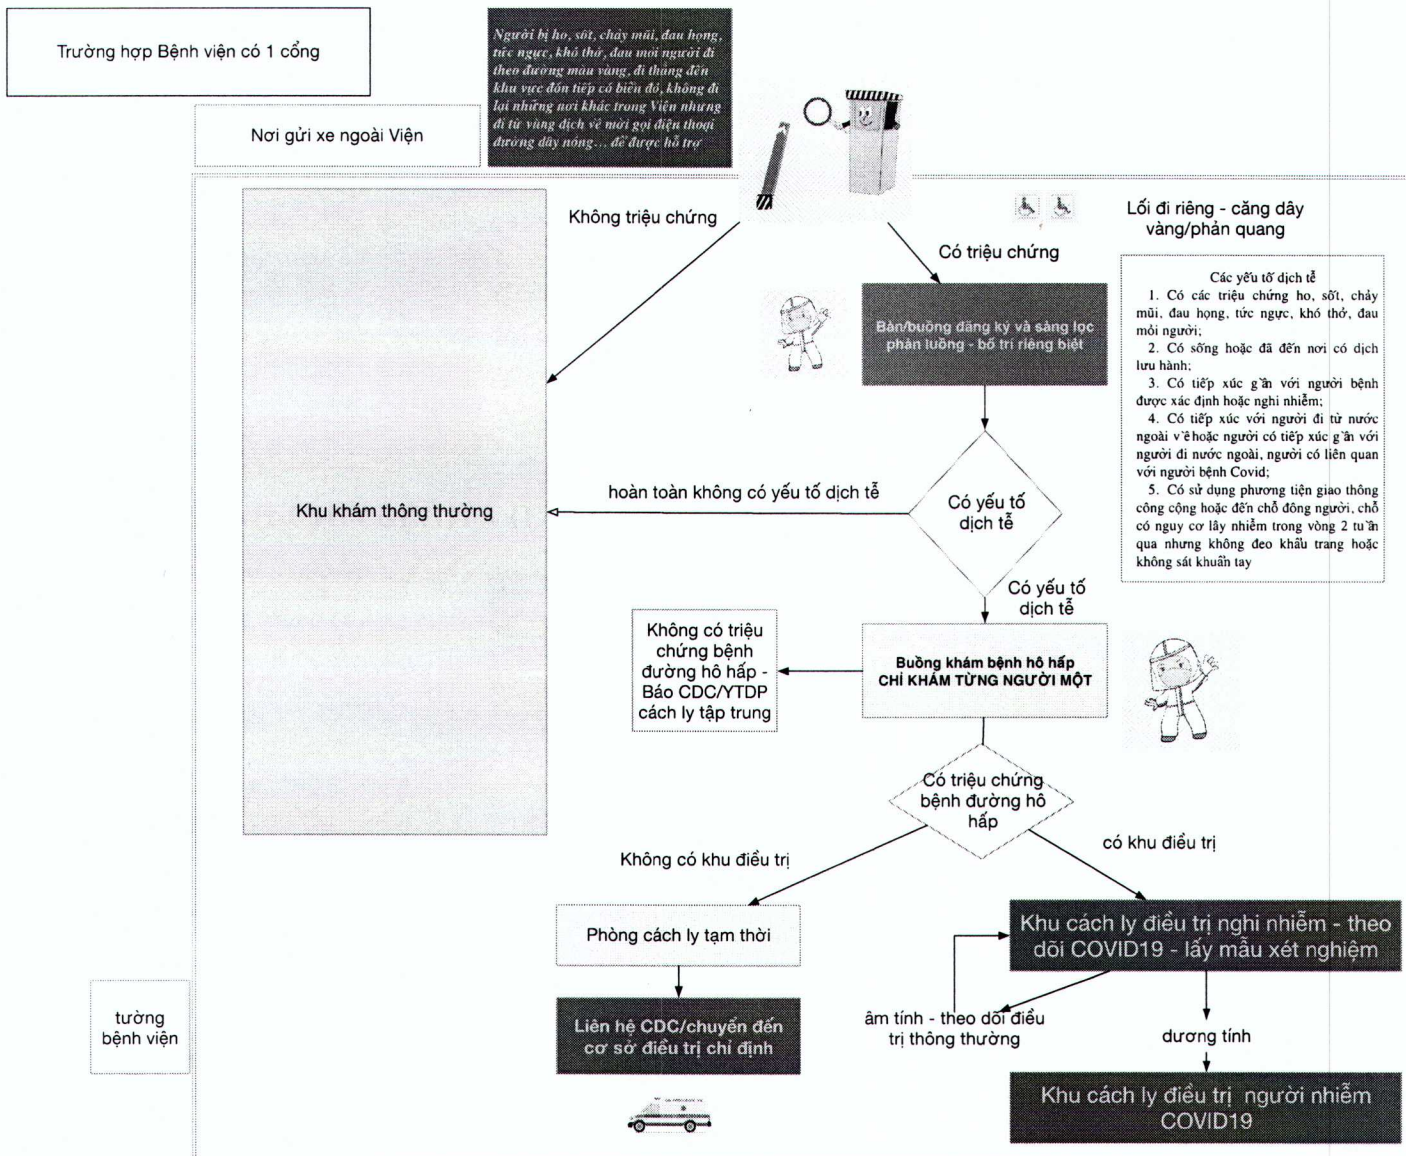 Trường hợp Bệnh viện có 1 cổng
Người bị ho, sốt, chảy mũi, đau họng,
tức ngực, khó thở, đau mỏi người đi
theo đường màu vàng, đi thẳng đến
khu vực đón tiếp có biển đỏ, không đi
lại những nơi khác trong Viện nhưng
đi từ vùng dịch về mời gọi điện thoại
đường dây nóng... để được hỗ trợ
Nơi gửi xe ngoài Viện
Không triệu chứng
Có triệu chứng
Lối đi riêng - căng dây
vàng/phản quang
Bàn/buồng đăng ký và sàng lọc
phân luồng - bố trí riêng biệt
Các yếu tố dịch tễ
1. Có các triệu chứng ho, sốt, chảy
mũi, đau họng, tức ngực, khó thở, đau
mỏi người;
2. Có sống hoặc đã đến nơi có dịch
lưu hành;
3. Có tiếp xúc gần với người bệnh
được xác định hoặc nghi nhiễm;
4. Có tiếp xúc với người đi từ nước
ngoài về hoặc người có tiếp xúc gần với
người đi nước ngoài, người có liên quan
với người bệnh Covid;
5. Có sử dụng phương tiện giao thông
công cộng hoặc đến chỗ đông người, chỗ
có nguy cơ lây nhiễm trong vòng 2 tuần
qua nhưng không đeo khẩu trang hoặc
không sát khuẩn tay
Khu khám thông thường
hoàn toàn không có yếu tố dịch tễ
Có yếu tố
dịch tễ
Có yếu tố
dịch tễ
Không có triệu
chứng bệnh
đường hô hấp -
Báo CDC/YTDP
cách ly tập trung
Buồng khám bệnh hô hấp
CHỈ KHÁM TỪNG NGƯỜI MỘT
Có triệu chứng
bệnh đường hô
hấp
Không có khu điều trị
có khu điều trị
Phòng cách ly tạm thời
Khu cách ly điều trị nghi nhiễm - theo
dõi COVID19 - lấy mẫu xét nghiệm
Liên hệ CDC/chuyển đến
cơ sở điều trị chỉ định
âm tính - theo dõi điều
trị thông thường
dương tính
Khu cách ly điều trị người nhiễm
COVID19
tường
bệnh viện